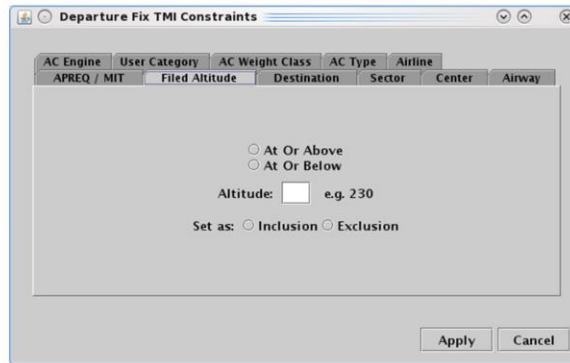 Departure Fix TMI Constraints
AC Engine User Category AC Weight Class AC Type Airline
APREQ / MIT Filed Altitude Destination Sector Center Airway
At Or Above
At Or Below
Altitude: e.g. 230
Set as: Inclusion Exclusion
Apply Cancel